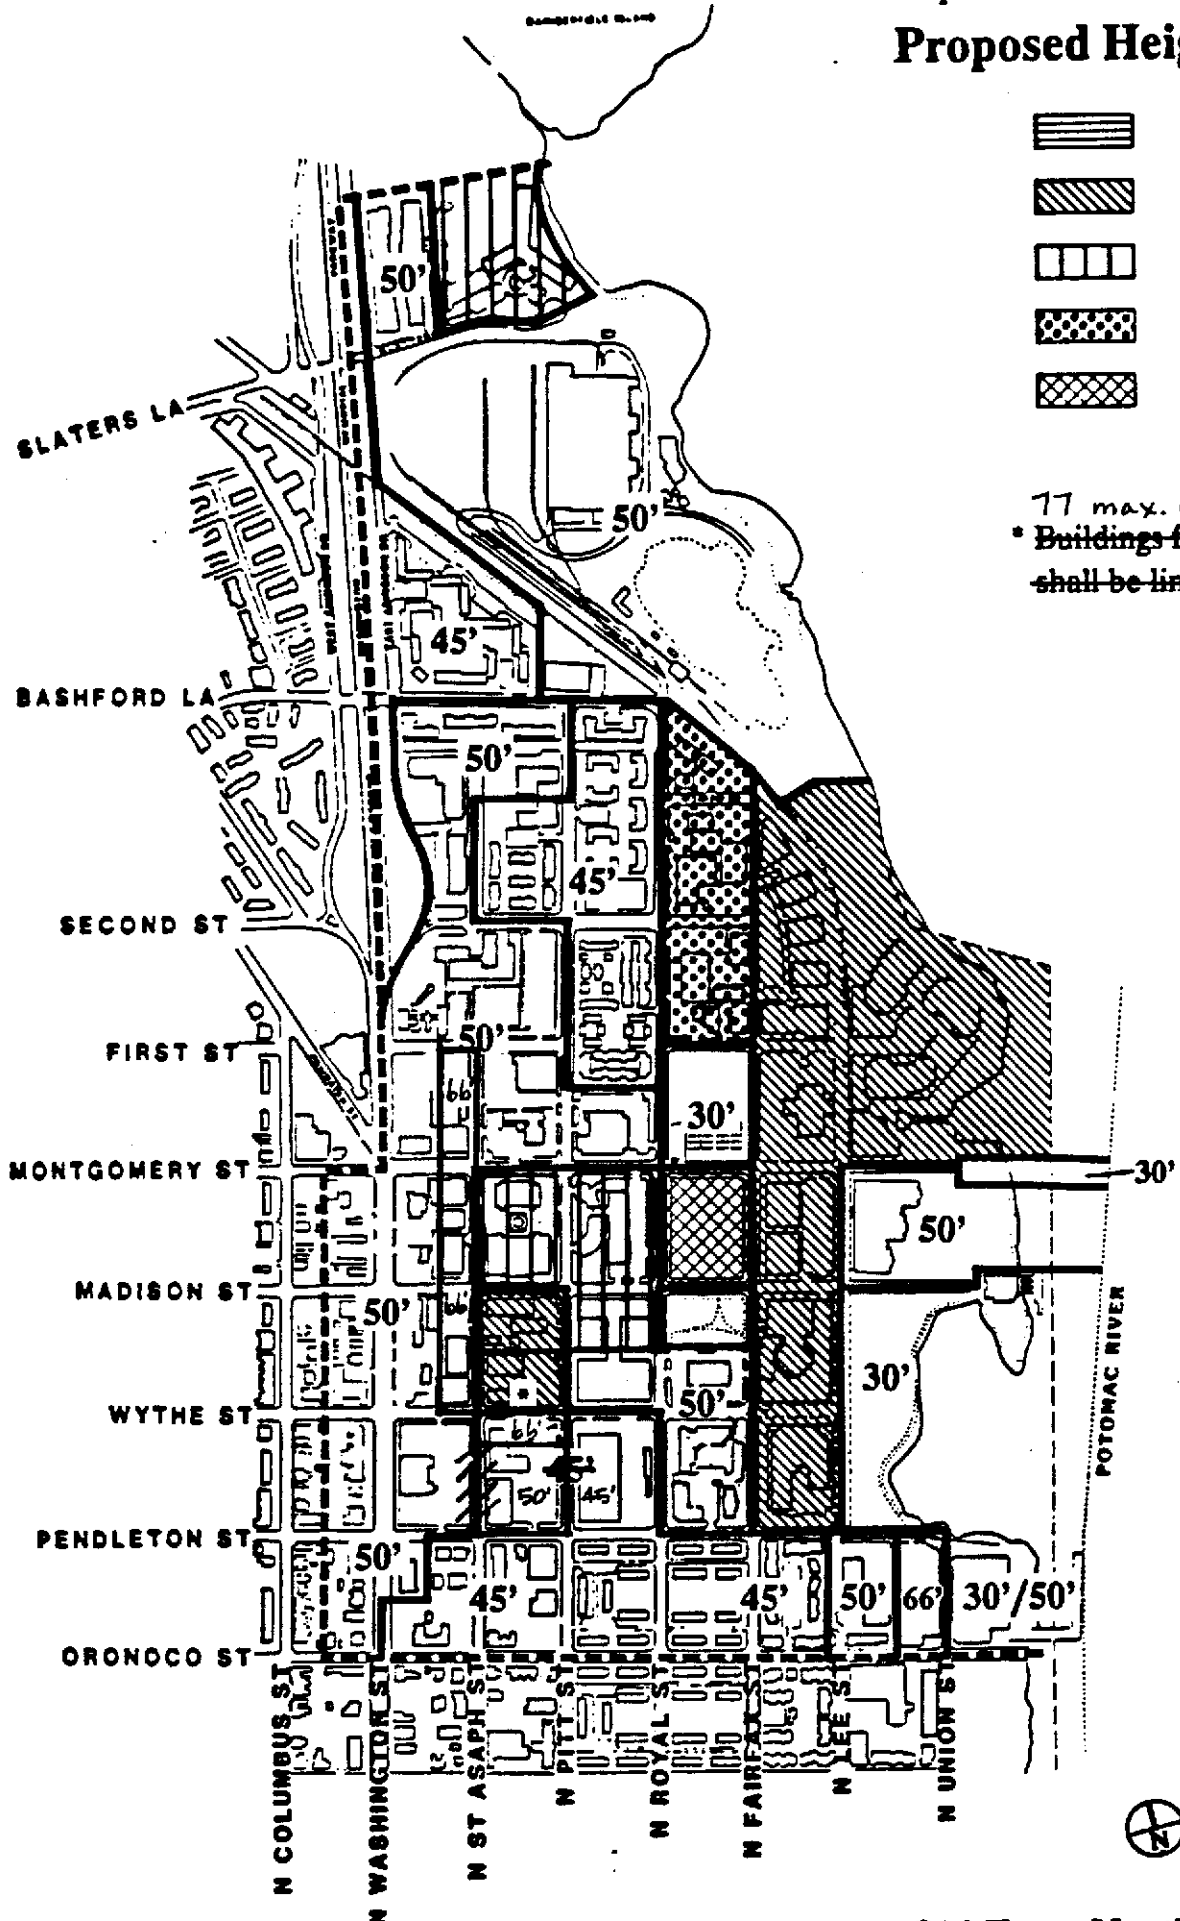 Proposed Heig
77 max.
* Buildings f
shall be lin
50'
SLATERS LA
50'
45'
BASHFORD LA
50'
45'
SECOND ST
50'
FIRST ST
66'
30'
MONTGOMERY ST
30'
50'
MADISON ST
50'
66'
30'
50'
*
WYTHE ST
66'
50'
45'
POTOMAC RIVER
PENDLETON ST
50'
45'
45'
50'
66'
30'/50'
ORONOCO ST
N COLUMBUS ST
N WASHINGTON ST
N ST ASAPH ST
N PITT ST
N ROYAL ST
N FAIRFAX ST
N LEE ST
N UNION ST
N